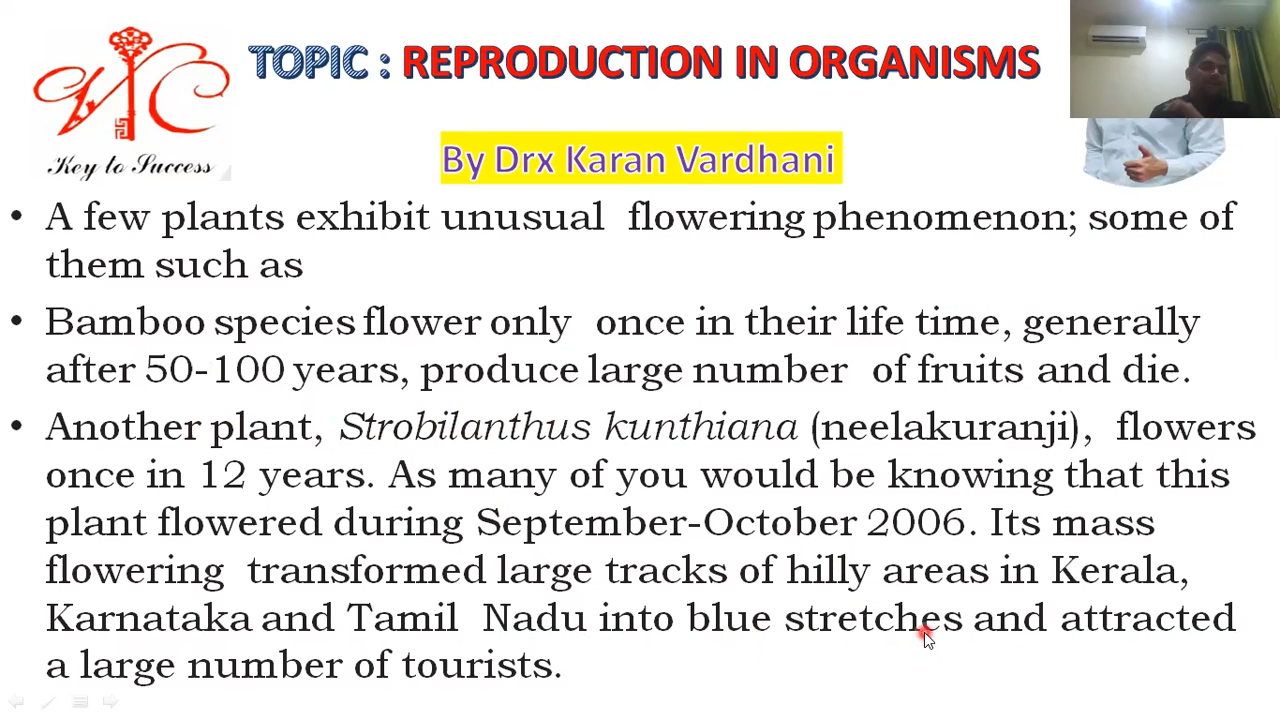 TOPIC : REPRODUCTION IN ORGANISMS
VC
Key to Success
By Drx Karan Vardhani
• A few plants exhibit unusual flowering phenomenon; some of
them such as
• Bamboo species flower only once in their life time, generally
after 50-100 years, produce large number of fruits and die.
• Another plant, Strobilanthus kunthiana (neelakuranji), flowers
once in 12 years. As many of you would be knowing that this
plant flowered during September-October 2006. Its mass
flowering transformed large tracks of hilly areas in Kerala,
Karnataka and Tamil Nadu into blue stretches and attracted
a large number of tourists.